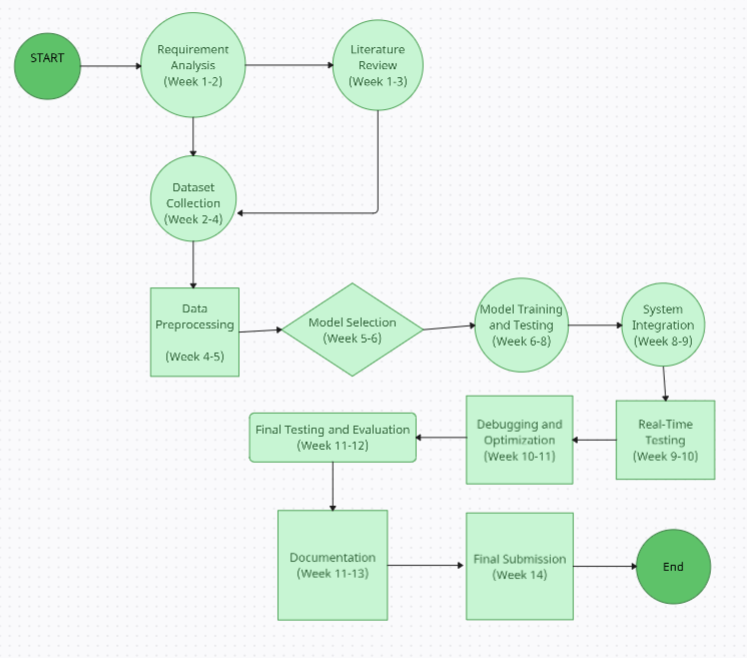 START
Requirement
Analysis
(Week 1-2)
Literature
Review
(Week 1-3)
Dataset
Collection
(Week 2-4)
Data
Preprocessing
(Week 4-5)
Model Selection
(Week 5-6)
Model Training
and Testing
(Week 6-8)
System
Integration
(Week 8-9)
Real-Time
Testing
(Week 9-10)
Debugging and
Optimization
(Week 10-11)
Final Testing and Evaluation
(Week 11-12)
Documentation
(Week 11-13)
Final Submission
(Week 14)
End